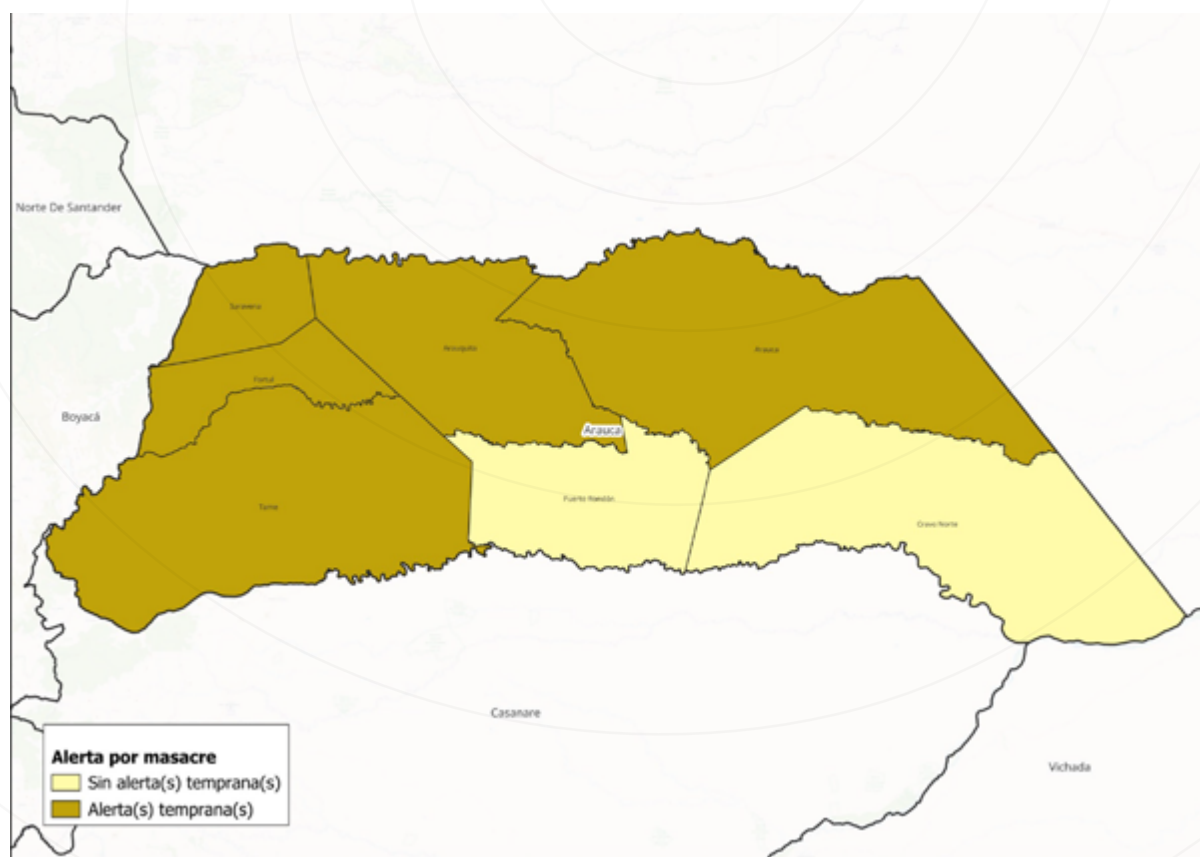 Norte De Santander
Saravena
Arauquita
Arauca
Fortul
Boyacá
Arauca
Puerto Rondón
Tame
Cravo Norte
Casanare
Vichada
Alerta por masacre
Sin alerta(s) temprana(s)
Alerta(s) temprana(s)